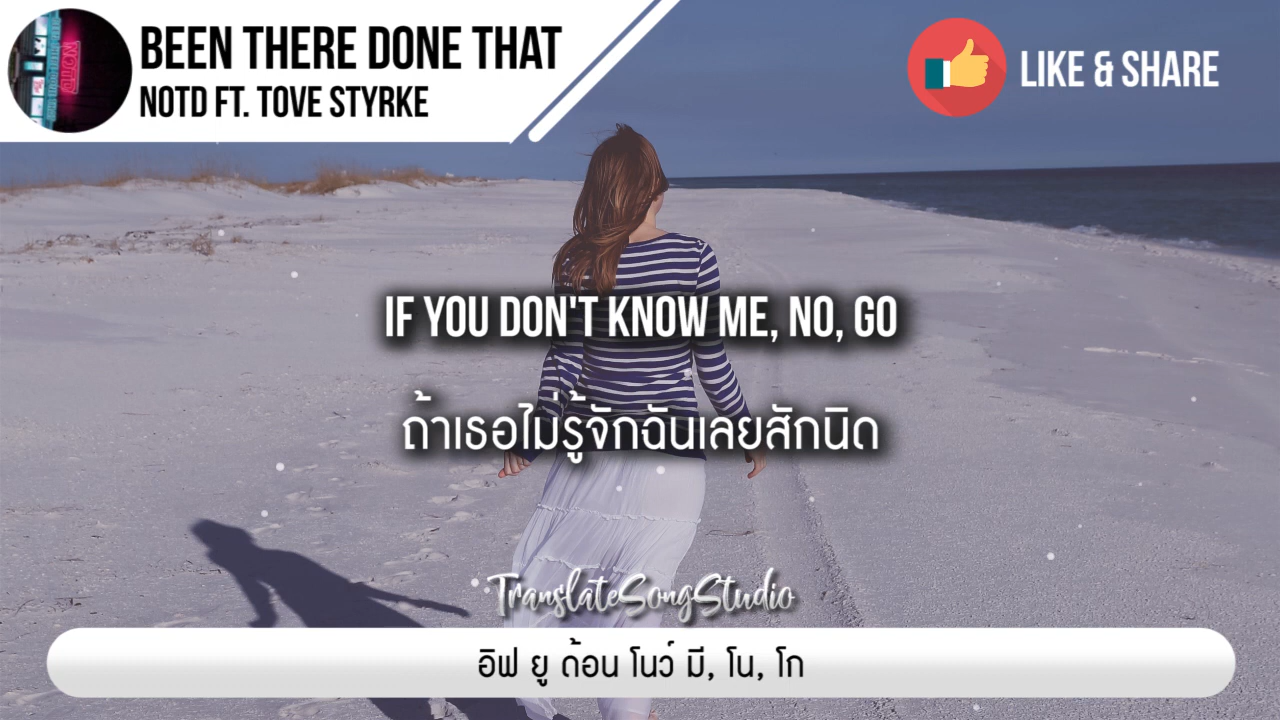 BEEN THERE DONE THAT
NOTD FT. TOVE STYRKE
LIKE & SHARE
IF YOU DON'T KNOW ME, NO, GO
ถ้าเธอไม่รู้จักฉันเลยสักนิด
TranslateSongStudio
อิฟ ยู ด้อน โนว์ มี, โน, โก